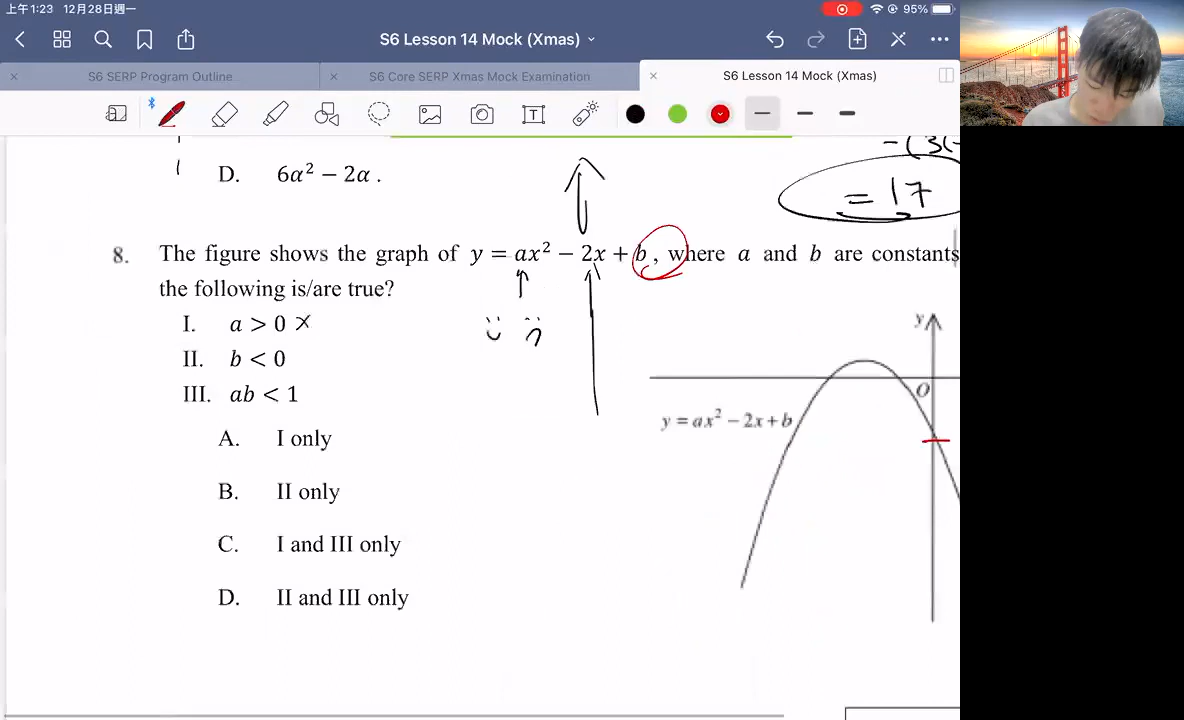 上午1:23 12月28日週一
95%
S6 Lesson 14 Mock (Xmas)
S6 SERP Program Outline
S6 Core SERP Xmas Mock Examination
S6 Lesson 14 Mock (Xmas)
D. 6α² − 2α .
= 17
8. The figure shows the graph of y = ax² − 2x + b , where a and b are constants
the following is/are true?
I. a > 0 ×
II. b < 0
III. ab < 1
y
O
y = ax² − 2x + b
A. I only
B. II only
C. I and III only
D. II and III only